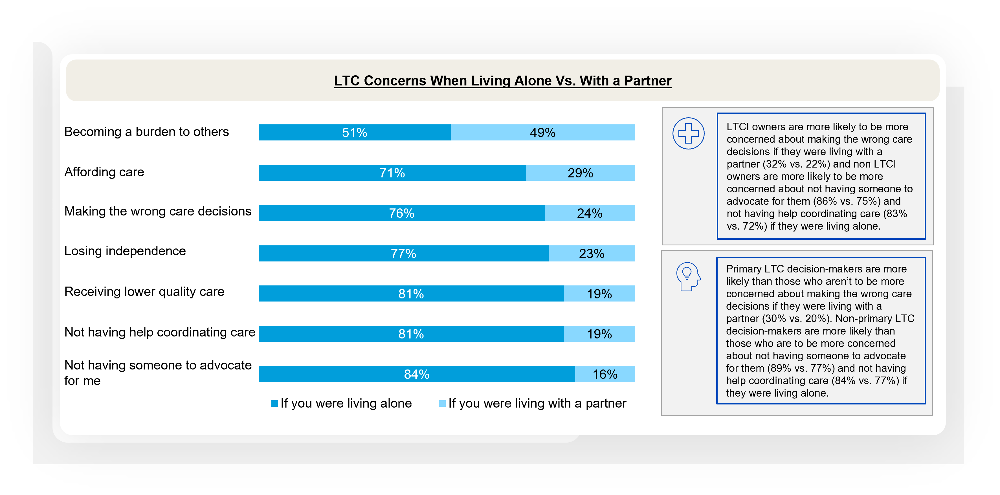 LTC Concerns When Living Alone Vs. With a Partner
Becoming a burden to others
51%
49%
Affording care
71%
29%
Making the wrong care decisions
76%
24%
Losing independence
77%
23%
Receiving lower quality care
81%
19%
Not having help coordinating care
81%
19%
Not having someone to advocate
for me
84%
16%
If you were living alone
If you were living with a partner
LTCI owners are more likely to be more
concerned about making the wrong care
decisions if they were living with a
partner (32% vs. 22%) and non LTCI
owners are more likely to be more
concerned about not having someone to
advocate for them (86% vs. 75%) and
not having help coordinating care (83%
vs. 72%) if they were living alone.
Primary LTC decision-makers are more
likely than those who aren’t to be more
concerned about making the wrong care
decisions if they were living with a
partner (30% vs. 20%). Non-primary LTC
decision-makers are more likely than
those who are to be more concerned
about not having someone to advocate
for them (89% vs. 77%) and not having
help coordinating care (84% vs. 77%) if
they were living alone.